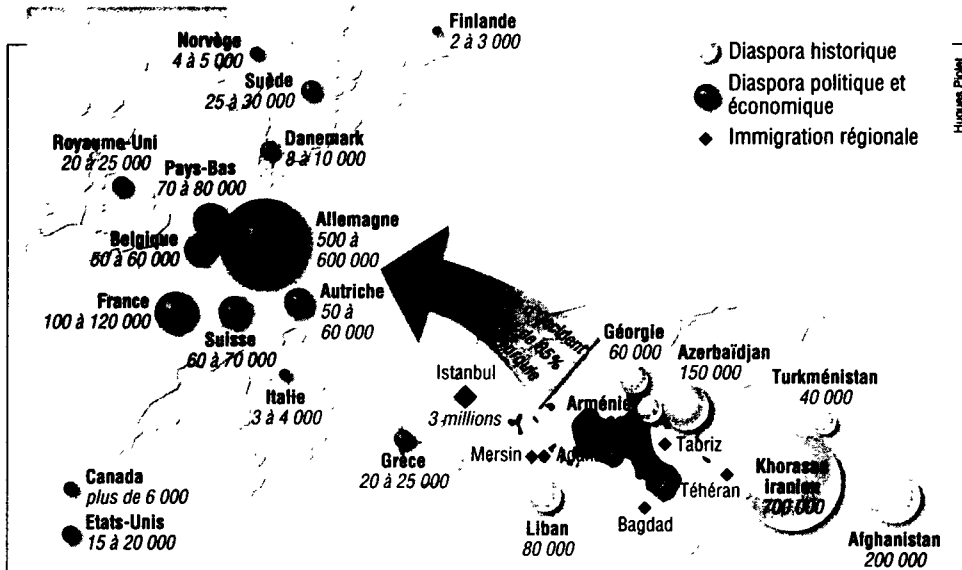 Finlande
2 à 3 000
Norvège
4 à 5 000
Suède
25 à 30 000
Diaspora historique
Diaspora politique et
économique
Immigration régionale
Hugues Piolet
Royaume-Uni
20 à 25 000
Danemark
8 à 10 000
Pays-Bas
70 à 80 000
Allemagne
500 à
600 000
Belgique
50 à 60 000
France
100 à 120 000
Suisse
60 à 70 000
Autriche
50 à
60 000
Italie
3 à 4 000
d'Occident
85%
Géorgie
60 000
Azerbaïdjan
150 000
Turkménistan
40 000
Istanbul
3 millions
Arménie
Mersin
Tabriz
Grèce
20 à 25 000
Téhéran
Khorassan
iranien
700 000
Canada
plus de 6 000
Etats-Unis
15 à 20 000
Liban
80 000
Bagdad
Afghanistan
200 000